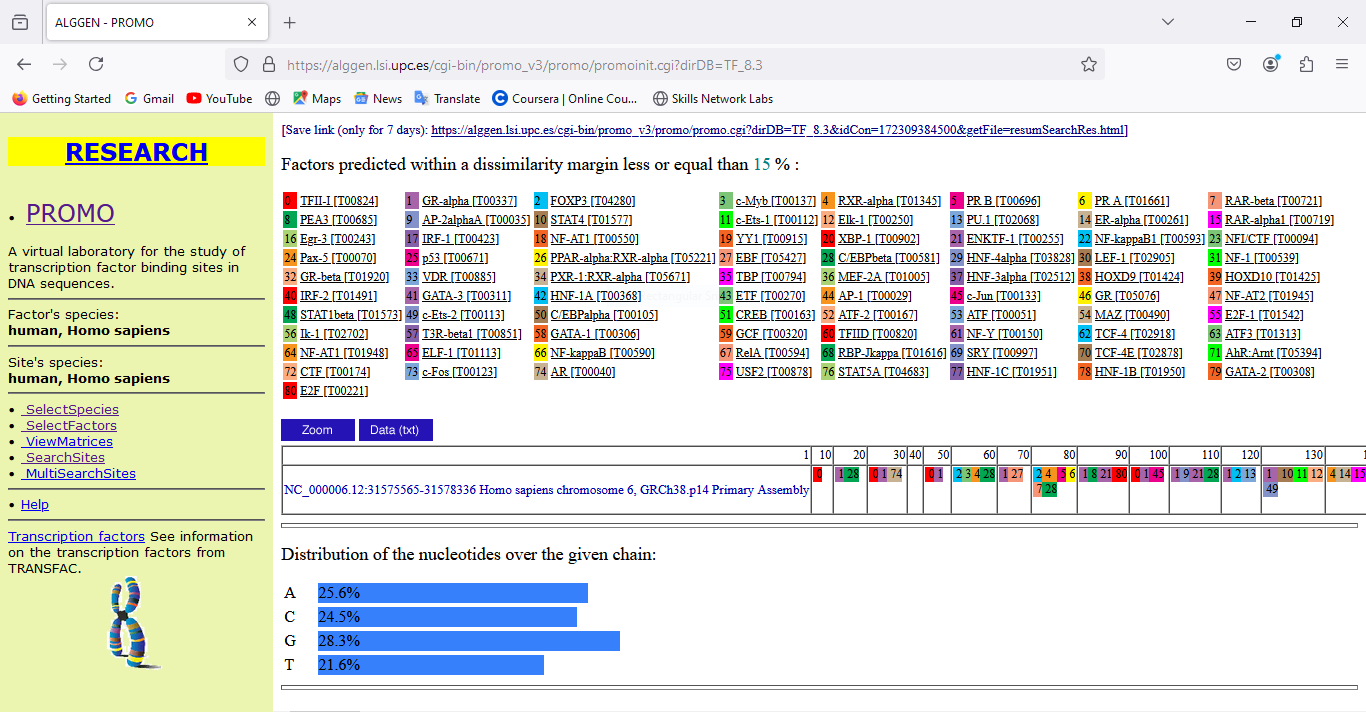 ALGGEN - PROMO
https://alggen.lsi.upc.es/cgi-bin/promo_v3/promo/promoinit.cgi?dirDB=TF_8.3
Getting Started Gmail YouTube Maps News Translate Coursera | Online Cou... Skills Network Labs
RESEARCH
PROMO
A virtual laboratory for the study of
transcription factor binding sites in
DNA sequences.
Factor's species:
human, Homo sapiens
Site's species:
human, Homo sapiens
SelectSpecies
SelectFactors
ViewMatrices
SearchSites
MultiSearchSites
Help
Transcription factors See information
on the transcription factors from
TRANSFAC.
[Save link (only for 7 days): https://alggen.lsi.upc.es/cgi-bin/promo_v3/promo/promo.cgi?dirDB=TF_8.3&idCon=172309384500&getFile=resumSearchRes.html]
Factors predicted within a dissimilarity margin less or equal than 15 % :
0 TFII-I [T00824] 1 GR-alpha [T00337] 2 FOXP3 [T04280] 3 c-Myb [T00137] 4 RXR-alpha [T01345] 5 PR B [T00696] 6 PR A [T01661] 7 RAR-beta [T00721]
8 PEA3 [T00685] 9 AP-2alphaA [T00035] 10 STAT4 [T01577] 11 c-Ets-1 [T00112] 12 Elk-1 [T00250] 13 PU.1 [T02068] 14 ER-alpha [T00261] 15 RAR-alpha1 [T00719]
16 Egr-3 [T00243] 17 IRF-1 [T00423] 18 NF-AT1 [T00550] 19 YY1 [T00915] 20 XBP-1 [T00902] 21 ENKTF-1 [T00255] 22 NF-kappaB1 [T00593] 23 NFI/CTF [T00094]
24 Pax-5 [T00070] 25 p53 [T00671] 26 PPAR-alpha:RXR-alpha [T05221] 27 EBF [T05427] 28 C/EBPbeta [T00581] 29 HNF-4alpha [T03828] 30 LEF-1 [T02905] 31 NF-1 [T00539]
32 GR-beta [T01920] 33 VDR [T00885] 34 PXR-1:RXR-alpha [T05671] 35 TBP [T00794] 36 MEF-2A [T01005] 37 HNF-3alpha [T02512] 38 HOXD9 [T01424] 39 HOXD10 [T01425]
40 IRF-2 [T01491] 41 GATA-3 [T00311] 42 HNF-1A [T00368] 43 ETF [T00270] 44 AP-1 [T00029] 45 c-Jun [T00133] 46 GR [T05076] 47 NF-AT2 [T01945]
48 STAT1beta [T01573] 49 c-Ets-2 [T00113] 50 C/EBPalpha [T00105] 51 CREB [T00163] 52 ATF-2 [T00167] 53 ATF [T00051] 54 MAZ [T00490] 55 E2F-1 [T01542]
56 Ik-1 [T02702] 57 T3R-beta1 [T00851] 58 GATA-1 [T00306] 59 GCF [T00320] 60 TFIID [T00820] 61 NF-Y [T00150] 62 TCF-4 [T02918] 63 ATF3 [T01313]
64 NF-AT1 [T01948] 65 ELF-1 [T01113] 66 NF-kappaB [T00590] 67 RelA [T00594] 68 RBP-Jkappa [T01616] 69 SRY [T00997] 70 TCF-4E [T02878] 71 AhR:Arnt [T05394]
72 CTF [T00174] 73 c-Fos [T00123] 74 AR [T00040] 75 USF2 [T00878] 76 STAT5A [T04683] 77 HNF-1C [T01951] 78 HNF-1B [T01950] 79 GATA-2 [T00308]
80 E2F [T00221]
Zoom Data (txt)
1 10 20 30 40 50 60 70 80 90 100 110 120 130
NC_000006.12:31575565-31578336 Homo sapiens chromosome 6, GRCh38.p14 Primary Assembly 0 1 28 0 1 74 0 1 2 3 4 28 1 27 2 4 5 6 1 8 21 80 0 1 45 1 9 21 28 1 2 13 1 10 11 12 4 14 15
7 28 49
Distribution of the nucleotides over the given chain:
A 25.6%
C 24.5%
G 28.3%
T 21.6%